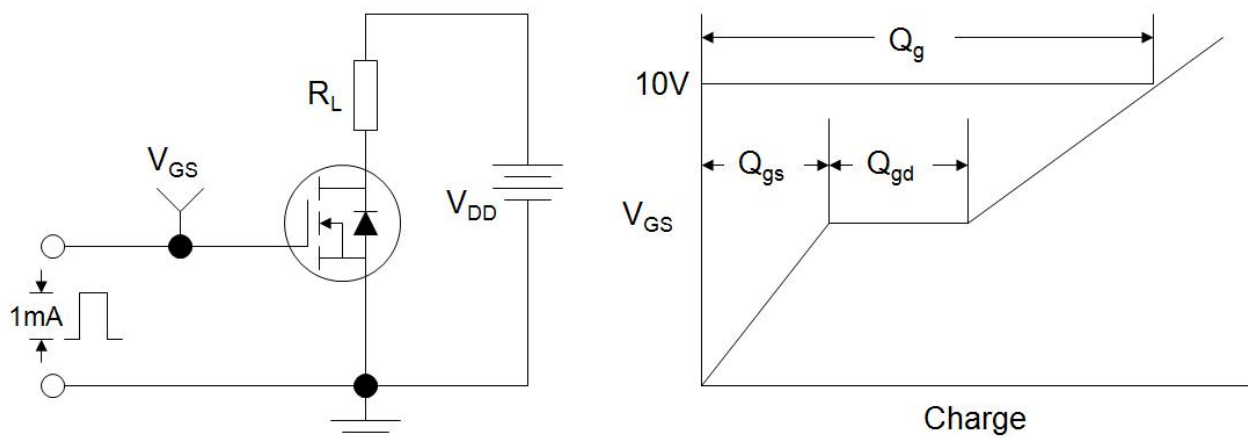 R_L
V_GS
V_DD
1mA
Q_g
10V
Q_gs
Q_gd
V_GS
Charge